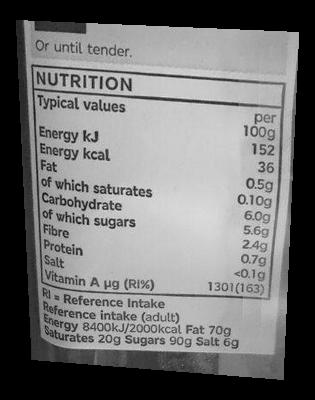 Or until tender.
NUTRITION
Typical values per 100g
Energy kJ 152
Energy kcal 36
Fat 0.5g
of which saturates 0.10g
Carbohydrate 6.0g
of which sugars 5.6g
Fibre 2.4g
Protein 0.7g
Salt <0.1g
Vitamin A µg (RI%) 1301(163)
RI = Reference Intake
Reference intake (adult)
Energy 8400kJ/2000kcal Fat 70g
Saturates 20g Sugars 90g Salt 6g